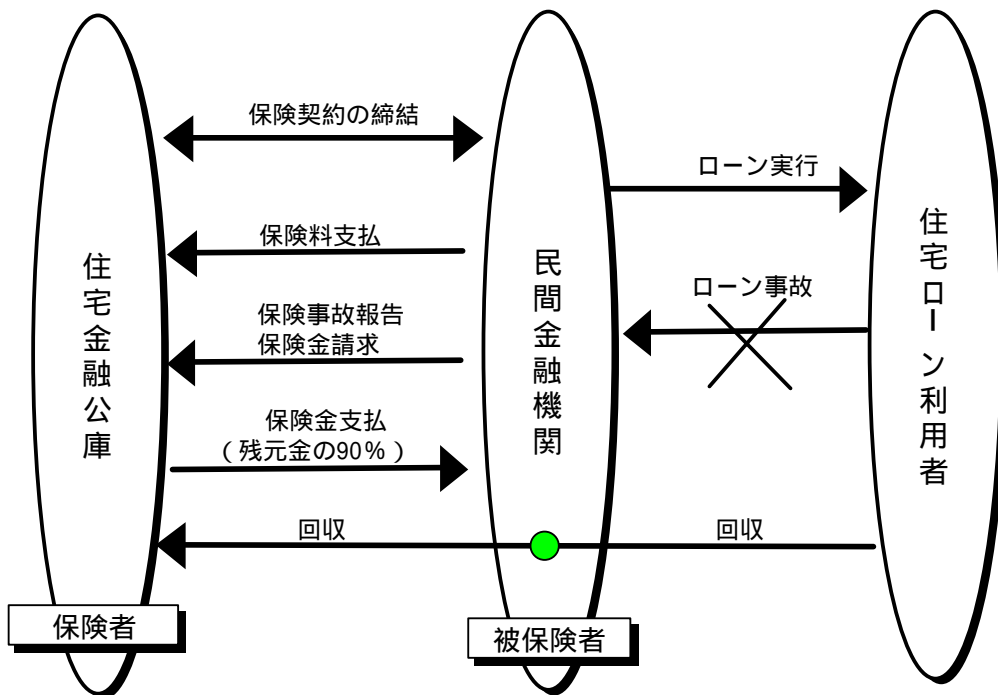 保険契約の締結
ローン実行
保険料支払
ローン事故
保険事故報告
保険金請求
保険金支払
(残元金の90%)
回収
回収
住宅金融公庫
民間金融機関
住宅ローン利用者
保険者
被保険者